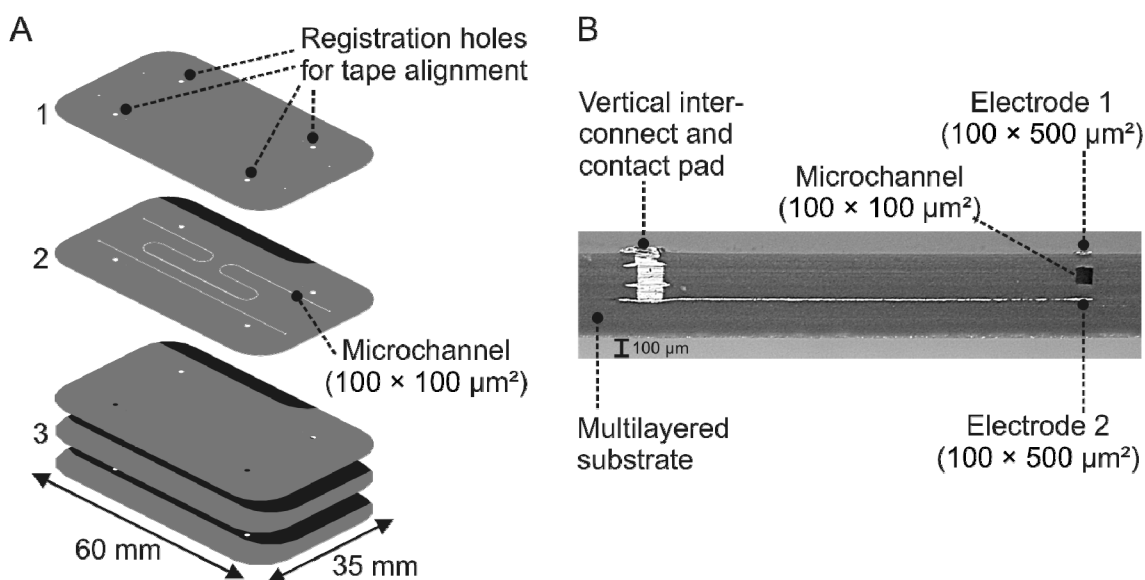 A
Registration holes
for tape alignment
1
2
Microchannel
(100 × 100 µm²)
3
60 mm
35 mm
B
Vertical inter-
connect and
contact pad
Electrode 1
(100 × 500 µm²)
Microchannel
(100 × 100 µm²)
100 µm
Multilayered
substrate
Electrode 2
(100 × 500 µm²)